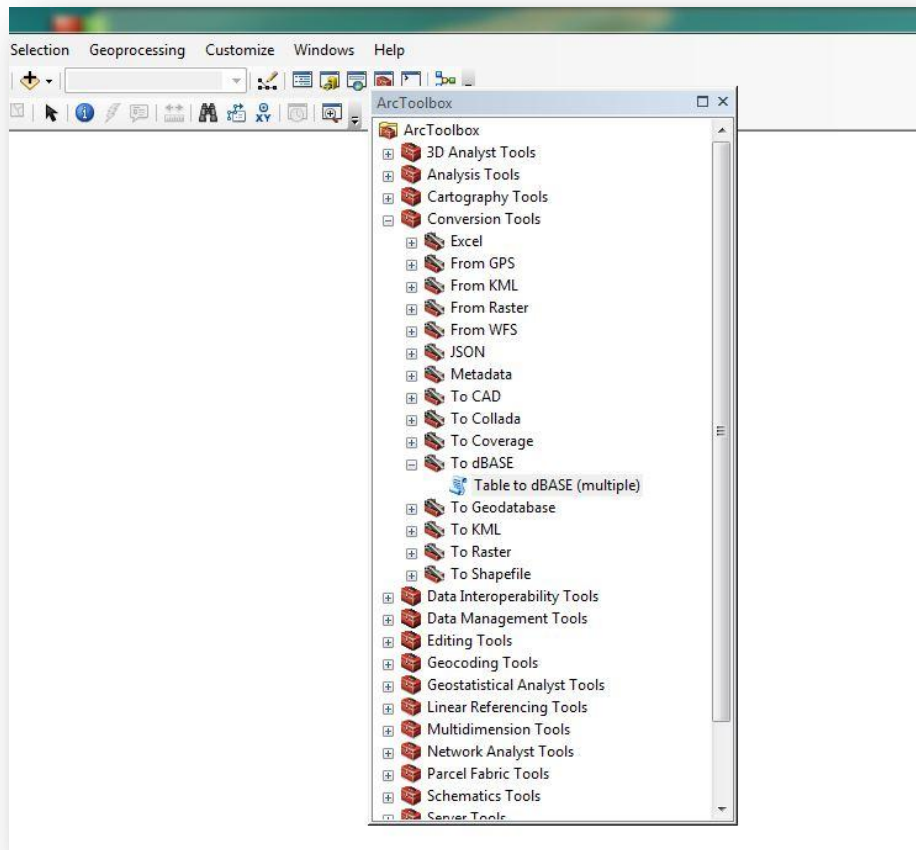 Selection Geoprocessing Customize Windows Help
XY
ArcToolbox
ArcToolbox
3D Analyst Tools
Analysis Tools
Cartography Tools
Conversion Tools
Excel
From GPS
From KML
From Raster
From WFS
JSON
Metadata
To CAD
To Collada
To Coverage
To dBASE
Table to dBASE (multiple)
To Geodatabase
To KML
To Raster
To Shapefile
Data Interoperability Tools
Data Management Tools
Editing Tools
Geocoding Tools
Geostatistical Analyst Tools
Linear Referencing Tools
Multidimension Tools
Network Analyst Tools
Parcel Fabric Tools
Schematics Tools
Server Tools